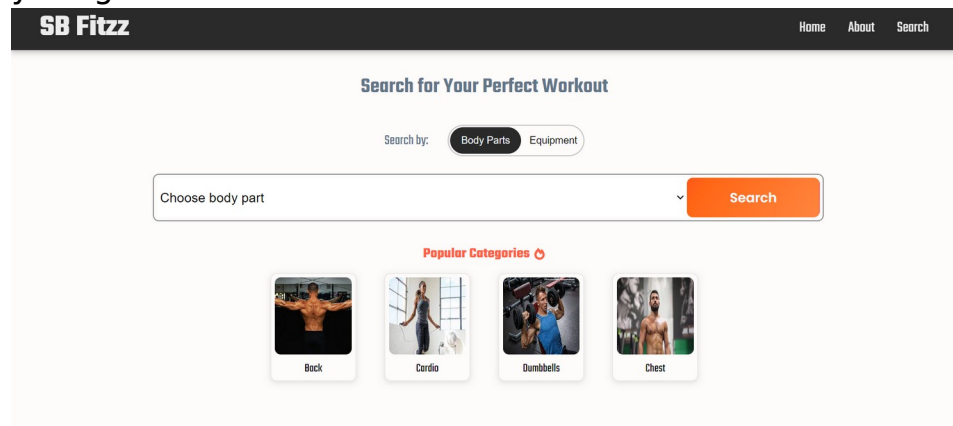 SB Fitzz
Home About Search
Search for Your Perfect Workout
Search by: Body Parts Equipment
Choose body part Search
Popular Categories
Back Cardio Dumbbells Chest